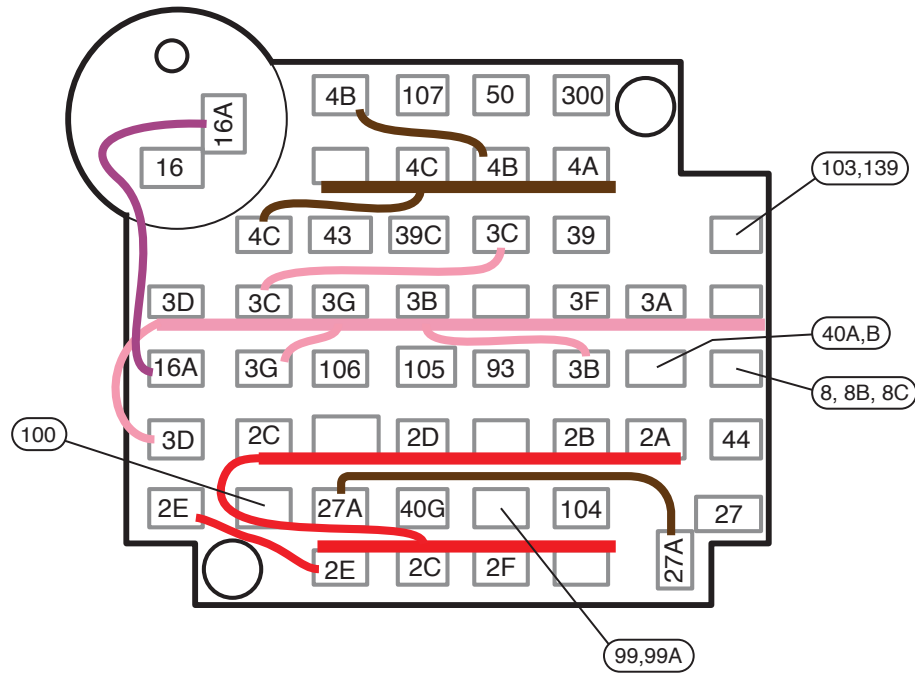 4B 107 50 300
16A
16 4C 4B 4A
103,139
4C 43 39C 3C 39
3D 3C 3G 3B 3F 3A
40A,B
16A 3G 106 105 93 3B
8, 8B, 8C
100
3D 2C 2D 2B 2A 44
2E 27A 40G 104 27
27A
2E 2C 2F
99,99A